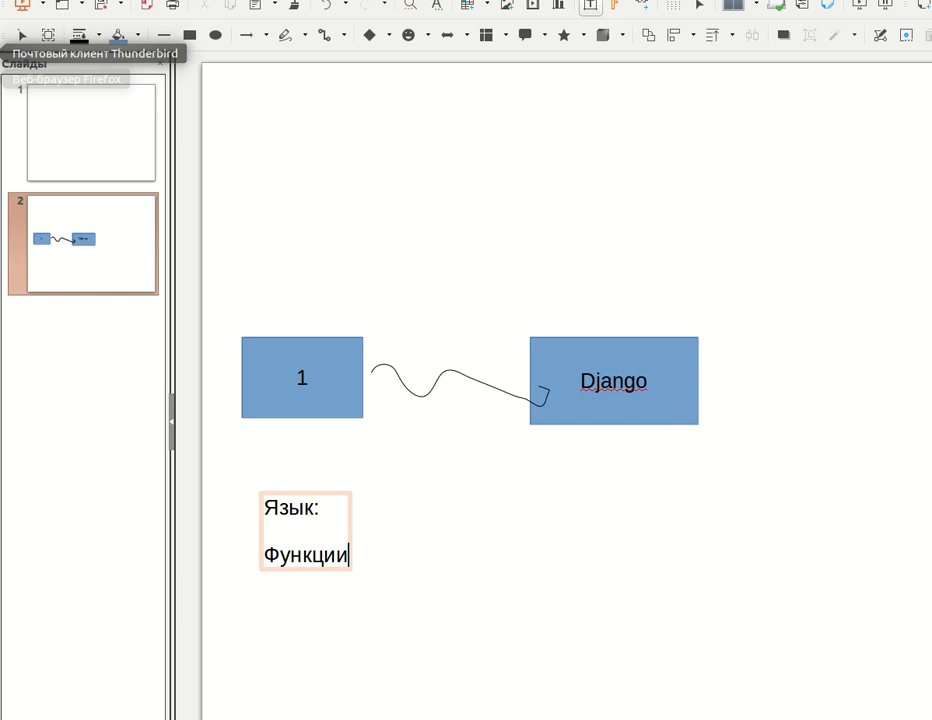 Почтовый клиент Thunderbird
Слайды
Веб-браузер Firefox
1
2
1
Django
Язык:
Функции